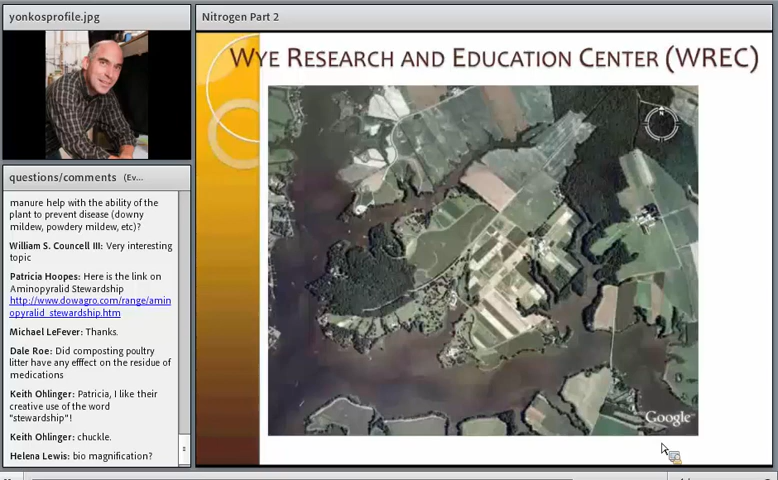 yonkosprofile.jpg
Nitrogen Part 2
WYE RESEARCH AND EDUCATION CENTER (WREC)
N
Google
questions/comments (Ev...
manure help with the ability of the
plant to prevent disease (downy
mildew, powdery mildew, etc)?
William S. Councell III: Very interesting
topic
Patricia Hoopes: Here is the link on
Aminopyralid Stewardship
http://www.dowagro.com/range/amin
opyralid_stewardship.htm
Michael LeFever: Thanks.
Dale Roe: Did composting poultry
litter have any efffect on the residue of
medications
Keith Ohlinger: Patricia, I like their
creative use of the word
"stewardship"!
Keith Ohlinger: chuckle.
Helena Lewis: bio magnification?